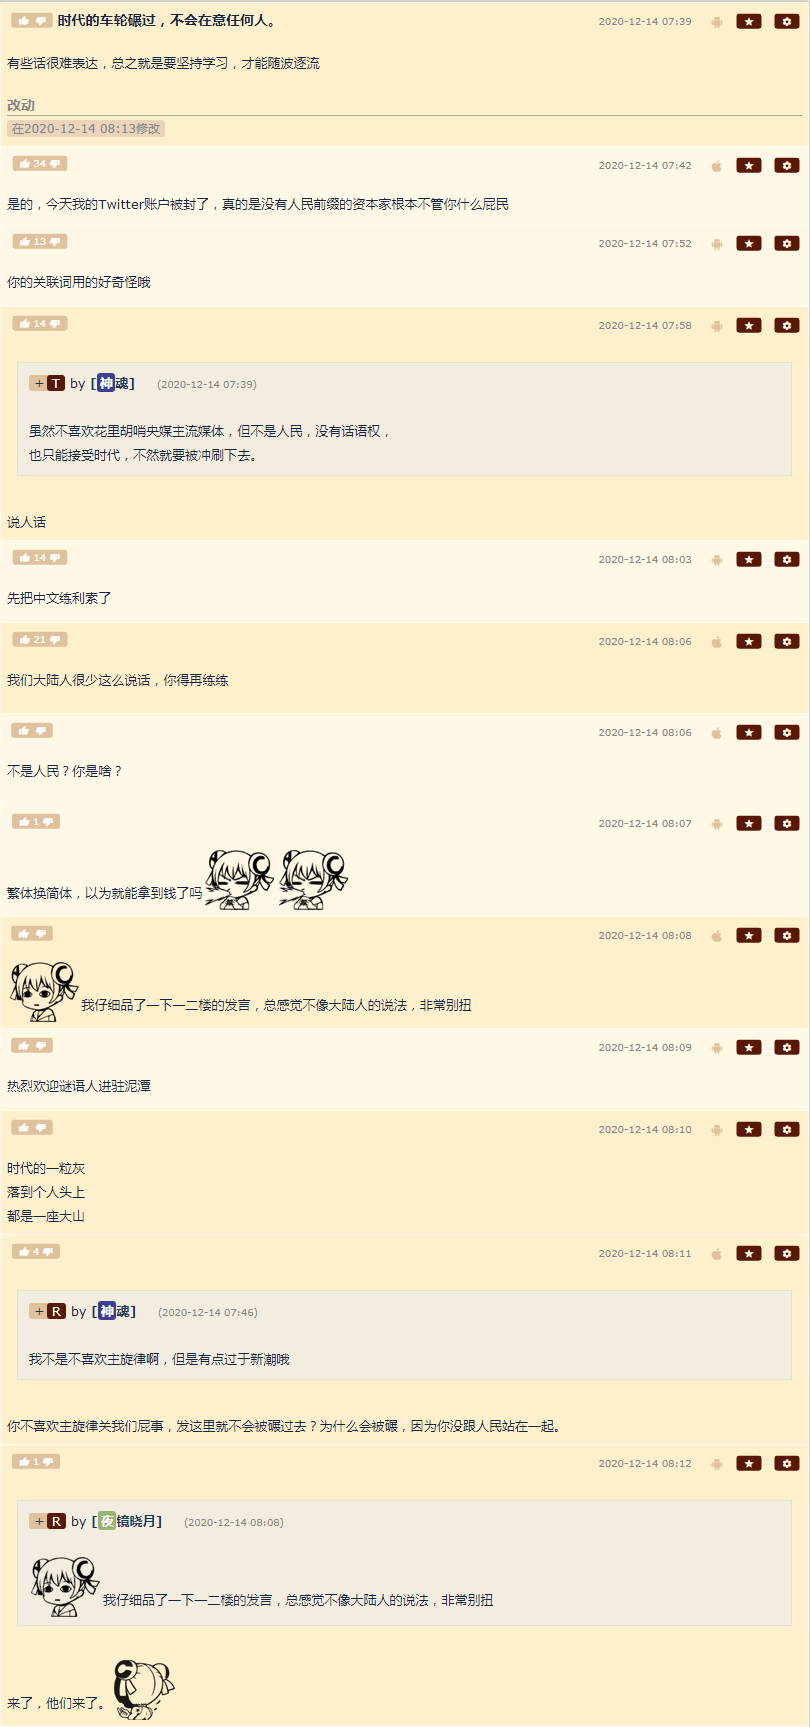 时代的车轮碾过，不会在意任何人。 2020-12-14 07:39
有些话很难表达，总之就是要坚持学习，才能随波逐流
改动
在2020-12-14 08:13修改
34 2020-12-14 07:42
是的，今天我的Twitter账户被封了，真的是没有人民前缀的资本家根本不管你什么屁民
13 2020-12-14 07:52
你的关联词用的好奇怪哦
14 2020-12-14 07:58
+ T by [神魂] (2020-12-14 07:39)
虽然不喜欢花里胡哨央媒主流媒体，但不是人民，没有话语权，
也只能接受时代，不然就要被冲刷下去。
说人话
14 2020-12-14 08:03
先把中文练利索了
21 2020-12-14 08:06
我们大陆人很少这么说话，你得再练练
2020-12-14 08:06
不是人民？你是啥？
1 2020-12-14 08:07
繁体换简体，以为就能拿到钱了吗
2020-12-14 08:08
我仔细品了一下一二楼的发言，总感觉不像大陆人的说法，非常别扭
2020-12-14 08:09
热烈欢迎谜语人进驻泥潭
2020-12-14 08:10
时代的一粒灰
落到个人头上
都是一座大山
4 2020-12-14 08:11
+ R by [神魂] (2020-12-14 07:46)
我不是不喜欢主旋律啊，但是有点过于新潮哦
你不喜欢主旋律关我们屁事，发这里就不会被碾过去？为什么会被碾，因为你没跟人民站在一起。
1 2020-12-14 08:12
+ R by [夜镜晓月] (2020-12-14 08:08)
我仔细品了一下一二楼的发言，总感觉不像大陆人的说法，非常别扭
来了，他们来了。